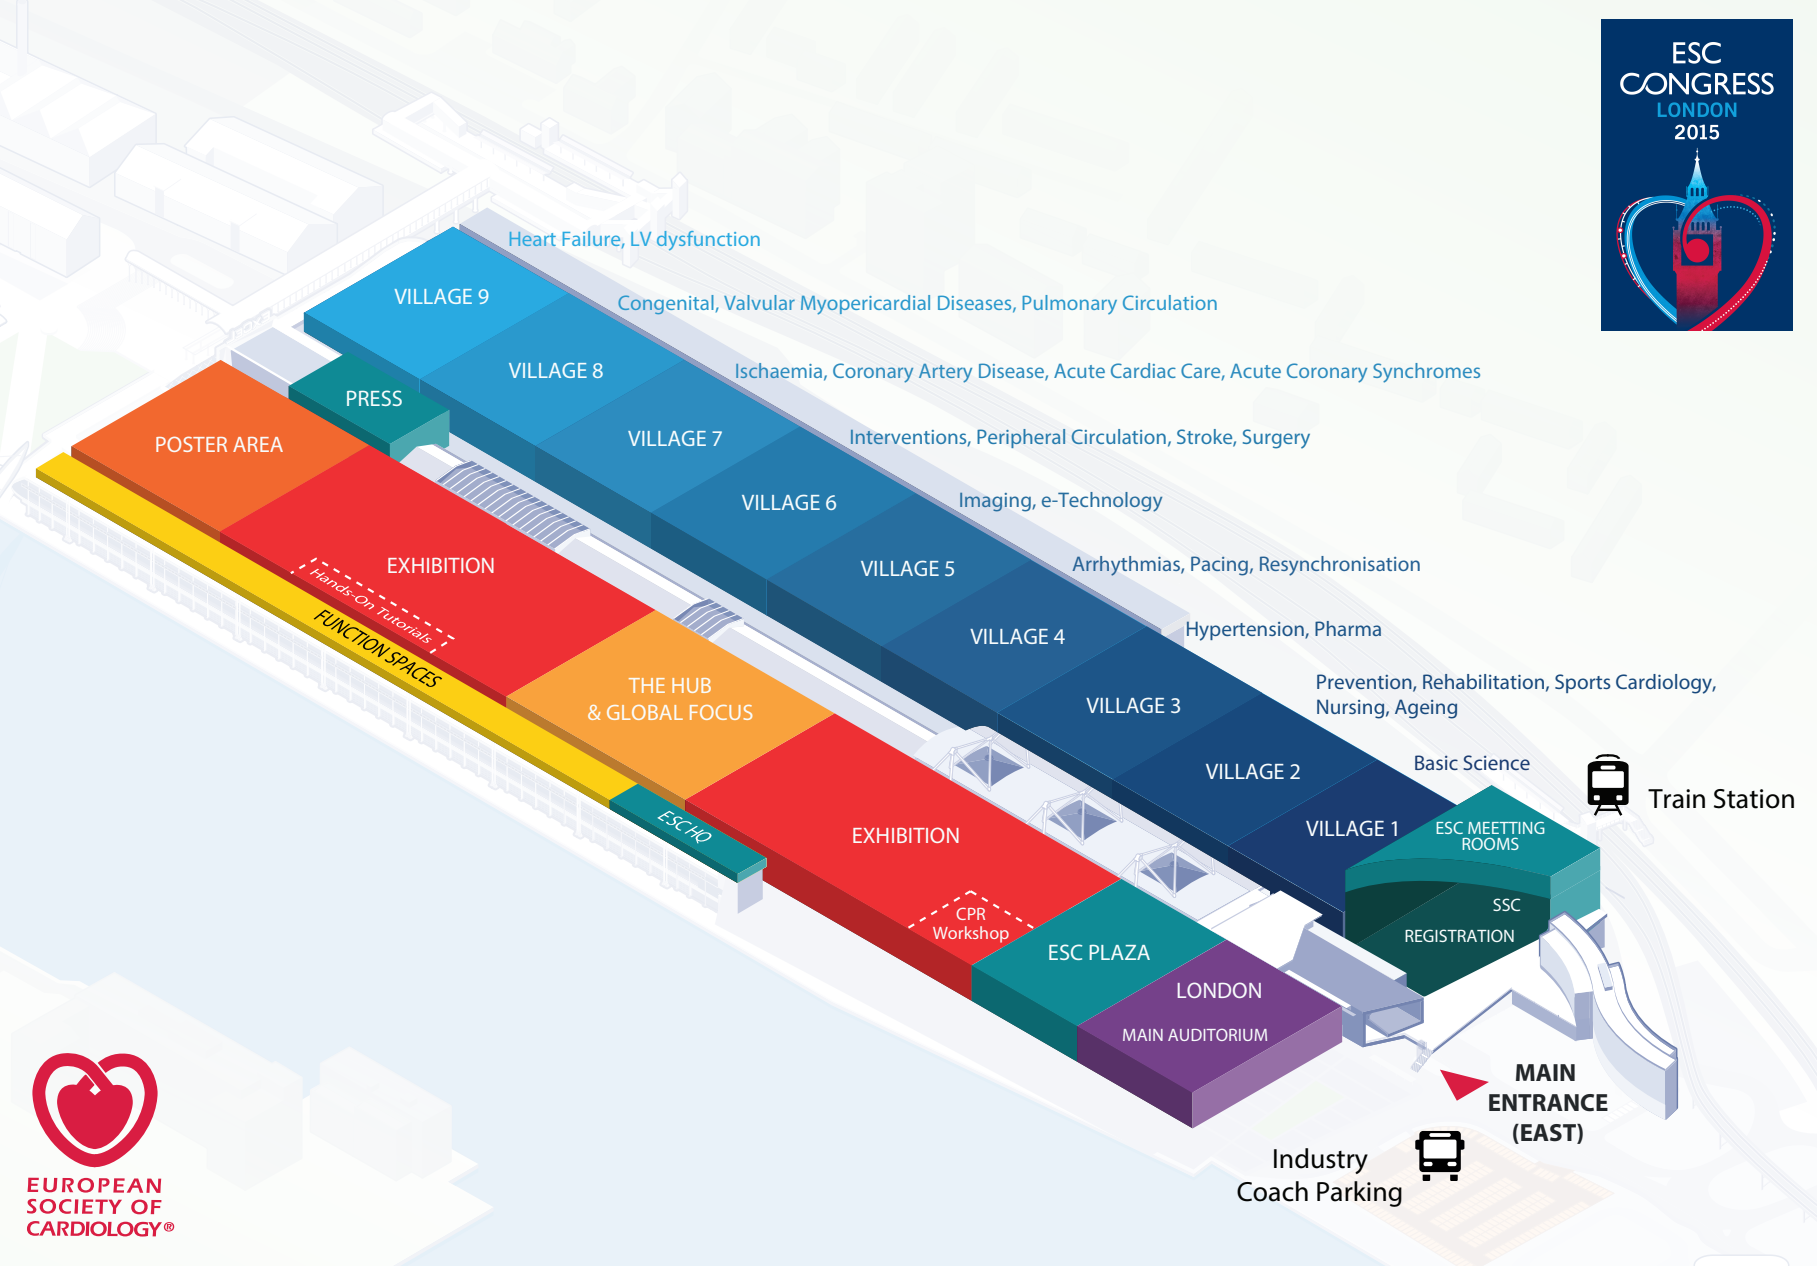 ESC
CONGRESS
LONDON
2015
Heart Failure, LV dysfunction
VILLAGE 9
Congenital, Valvular Myopericardial Diseases, Pulmonary Circulation
VILLAGE 8
Ischaemia, Coronary Artery Disease, Acute Cardiac Care, Acute Coronary Synchromes
PRESS
VILLAGE 7
Interventions, Peripheral Circulation, Stroke, Surgery
POSTER AREA
VILLAGE 6
Imaging, e-Technology
EXHIBITION
VILLAGE 5
Arrhythmias, Pacing, Resynchronisation
Hands-On Tutorials
FUNCTION SPACES
VILLAGE 4
Hypertension, Pharma
THE HUB
& GLOBAL FOCUS
VILLAGE 3
Prevention, Rehabilitation, Sports Cardiology,
Nursing, Ageing
VILLAGE 2
Basic Science
Train Station
ESC HQ
EXHIBITION
VILLAGE 1
ESC MEETTING
ROOMS
SSC
REGISTRATION
CPR
Workshop
ESC PLAZA
LONDON
MAIN AUDITORIUM
MAIN
ENTRANCE
(EAST)
Industry
Coach Parking
EUROPEAN
SOCIETY OF
CARDIOLOGY®